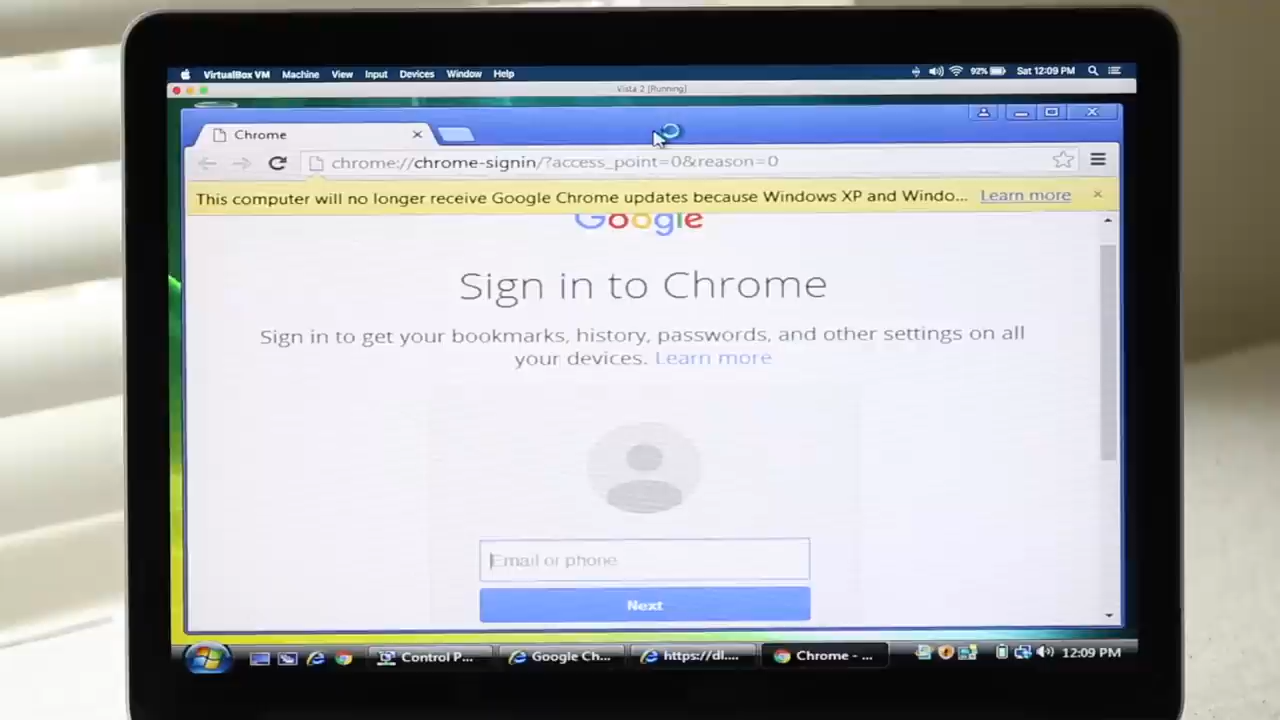 VirtualBox VM Machine View Input Devices Window Help 92% Sat 12:09 PM
Vista 2 [Running]
Chrome
chrome://chrome-signin/?access_point=0&reason=0
This computer will no longer receive Google Chrome updates because Windows XP and Windo... Learn more
Google
Sign in to Chrome
Sign in to get your bookmarks, history, passwords, and other settings on all
your devices. Learn more
Email or phone
Next
Control P... Google Ch... https://dl.... Chrome - ... 12:09 PM